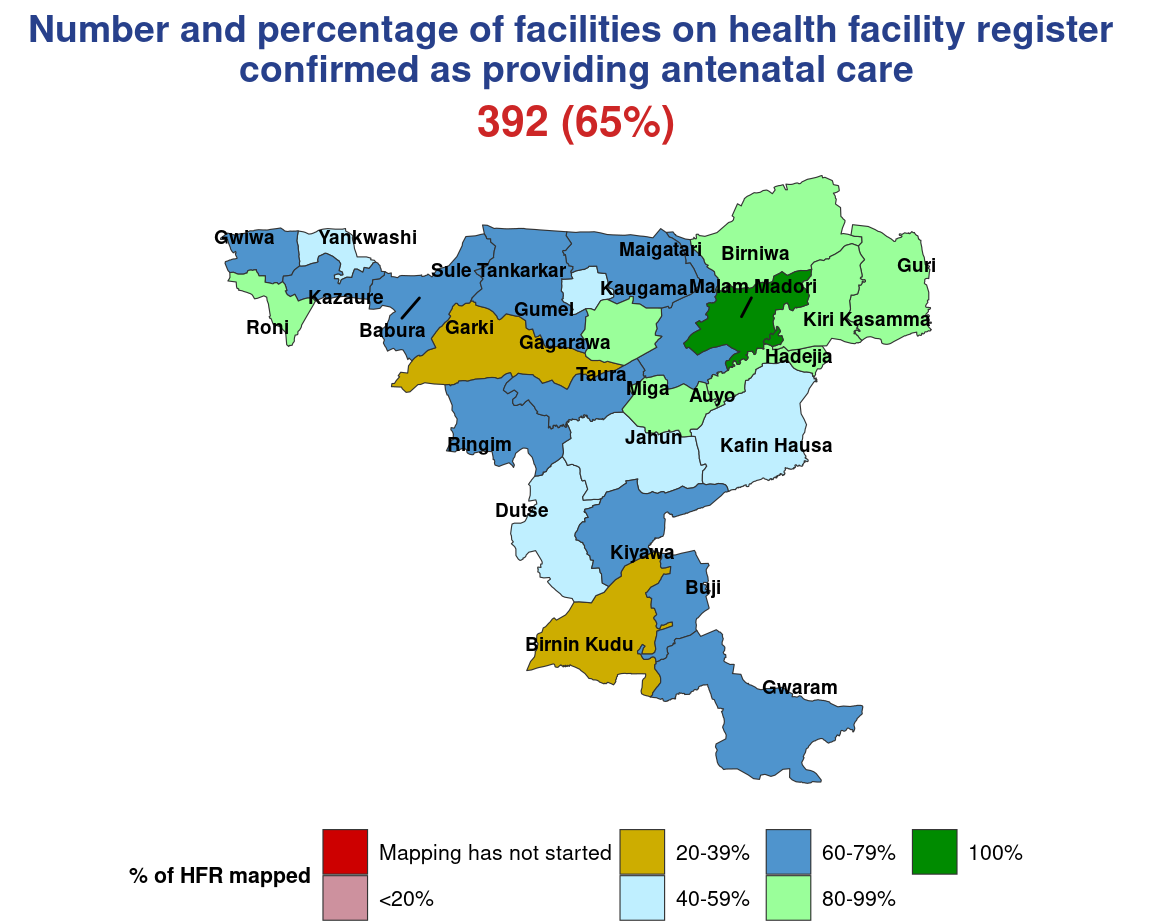 Number and percentage of facilities on health facility register
confirmed as providing antenatal care
392 (65%)
Gwiwa
Yankwashi
Maigatari
Birniwa
Guri
Sule Tankarkar
Kaugama
Malam Madori
Kazaure
Gumel
Roni
Babura
Garki
Kiri Kasamma
Gagarawa
Hadejia
Taura
Miga
Auyo
Ringim
Jahun
Kafin Hausa
Dutse
Kiyawa
Buji
Birnin Kudu
Gwaram
% of HFR mapped
Mapping has not started
<20%
20-39%
40-59%
60-79%
80-99%
100%